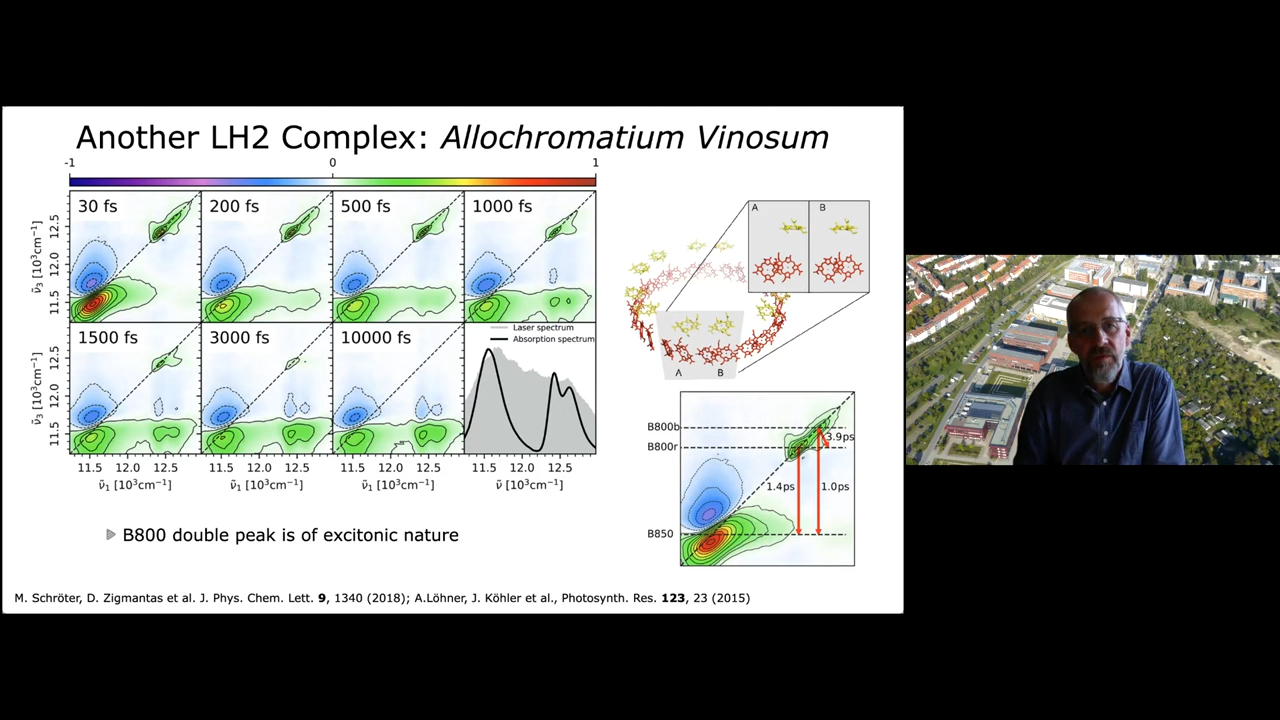 Another LH2 Complex: Allochromatium Vinosum
-1 0 1
30 fs 200 fs 500 fs 1000 fs
ν̃₃ [10³cm⁻¹]
12.5
12.0
11.5
1500 fs 3000 fs 10000 fs
Laser spectrum
Absorption spectrum
ν̃₃ [10³cm⁻¹]
12.5
12.0
11.5
11.5 12.0 12.5 11.5 12.0 12.5 11.5 12.0 12.5 11.5 12.0 12.5
ν̃₁ [10³cm⁻¹] ν̃₁ [10³cm⁻¹] ν̃₁ [10³cm⁻¹] ν̃ [10³cm⁻¹]
A B
A B
B800b
3.9ps
B800r
1.4ps 1.0ps
B850
B800 double peak is of excitonic nature
M. Schröter, D. Zigmantas et al. J. Phys. Chem. Lett. 9, 1340 (2018); A.Löhner, J. Köhler et al., Photosynth. Res. 123, 23 (2015)